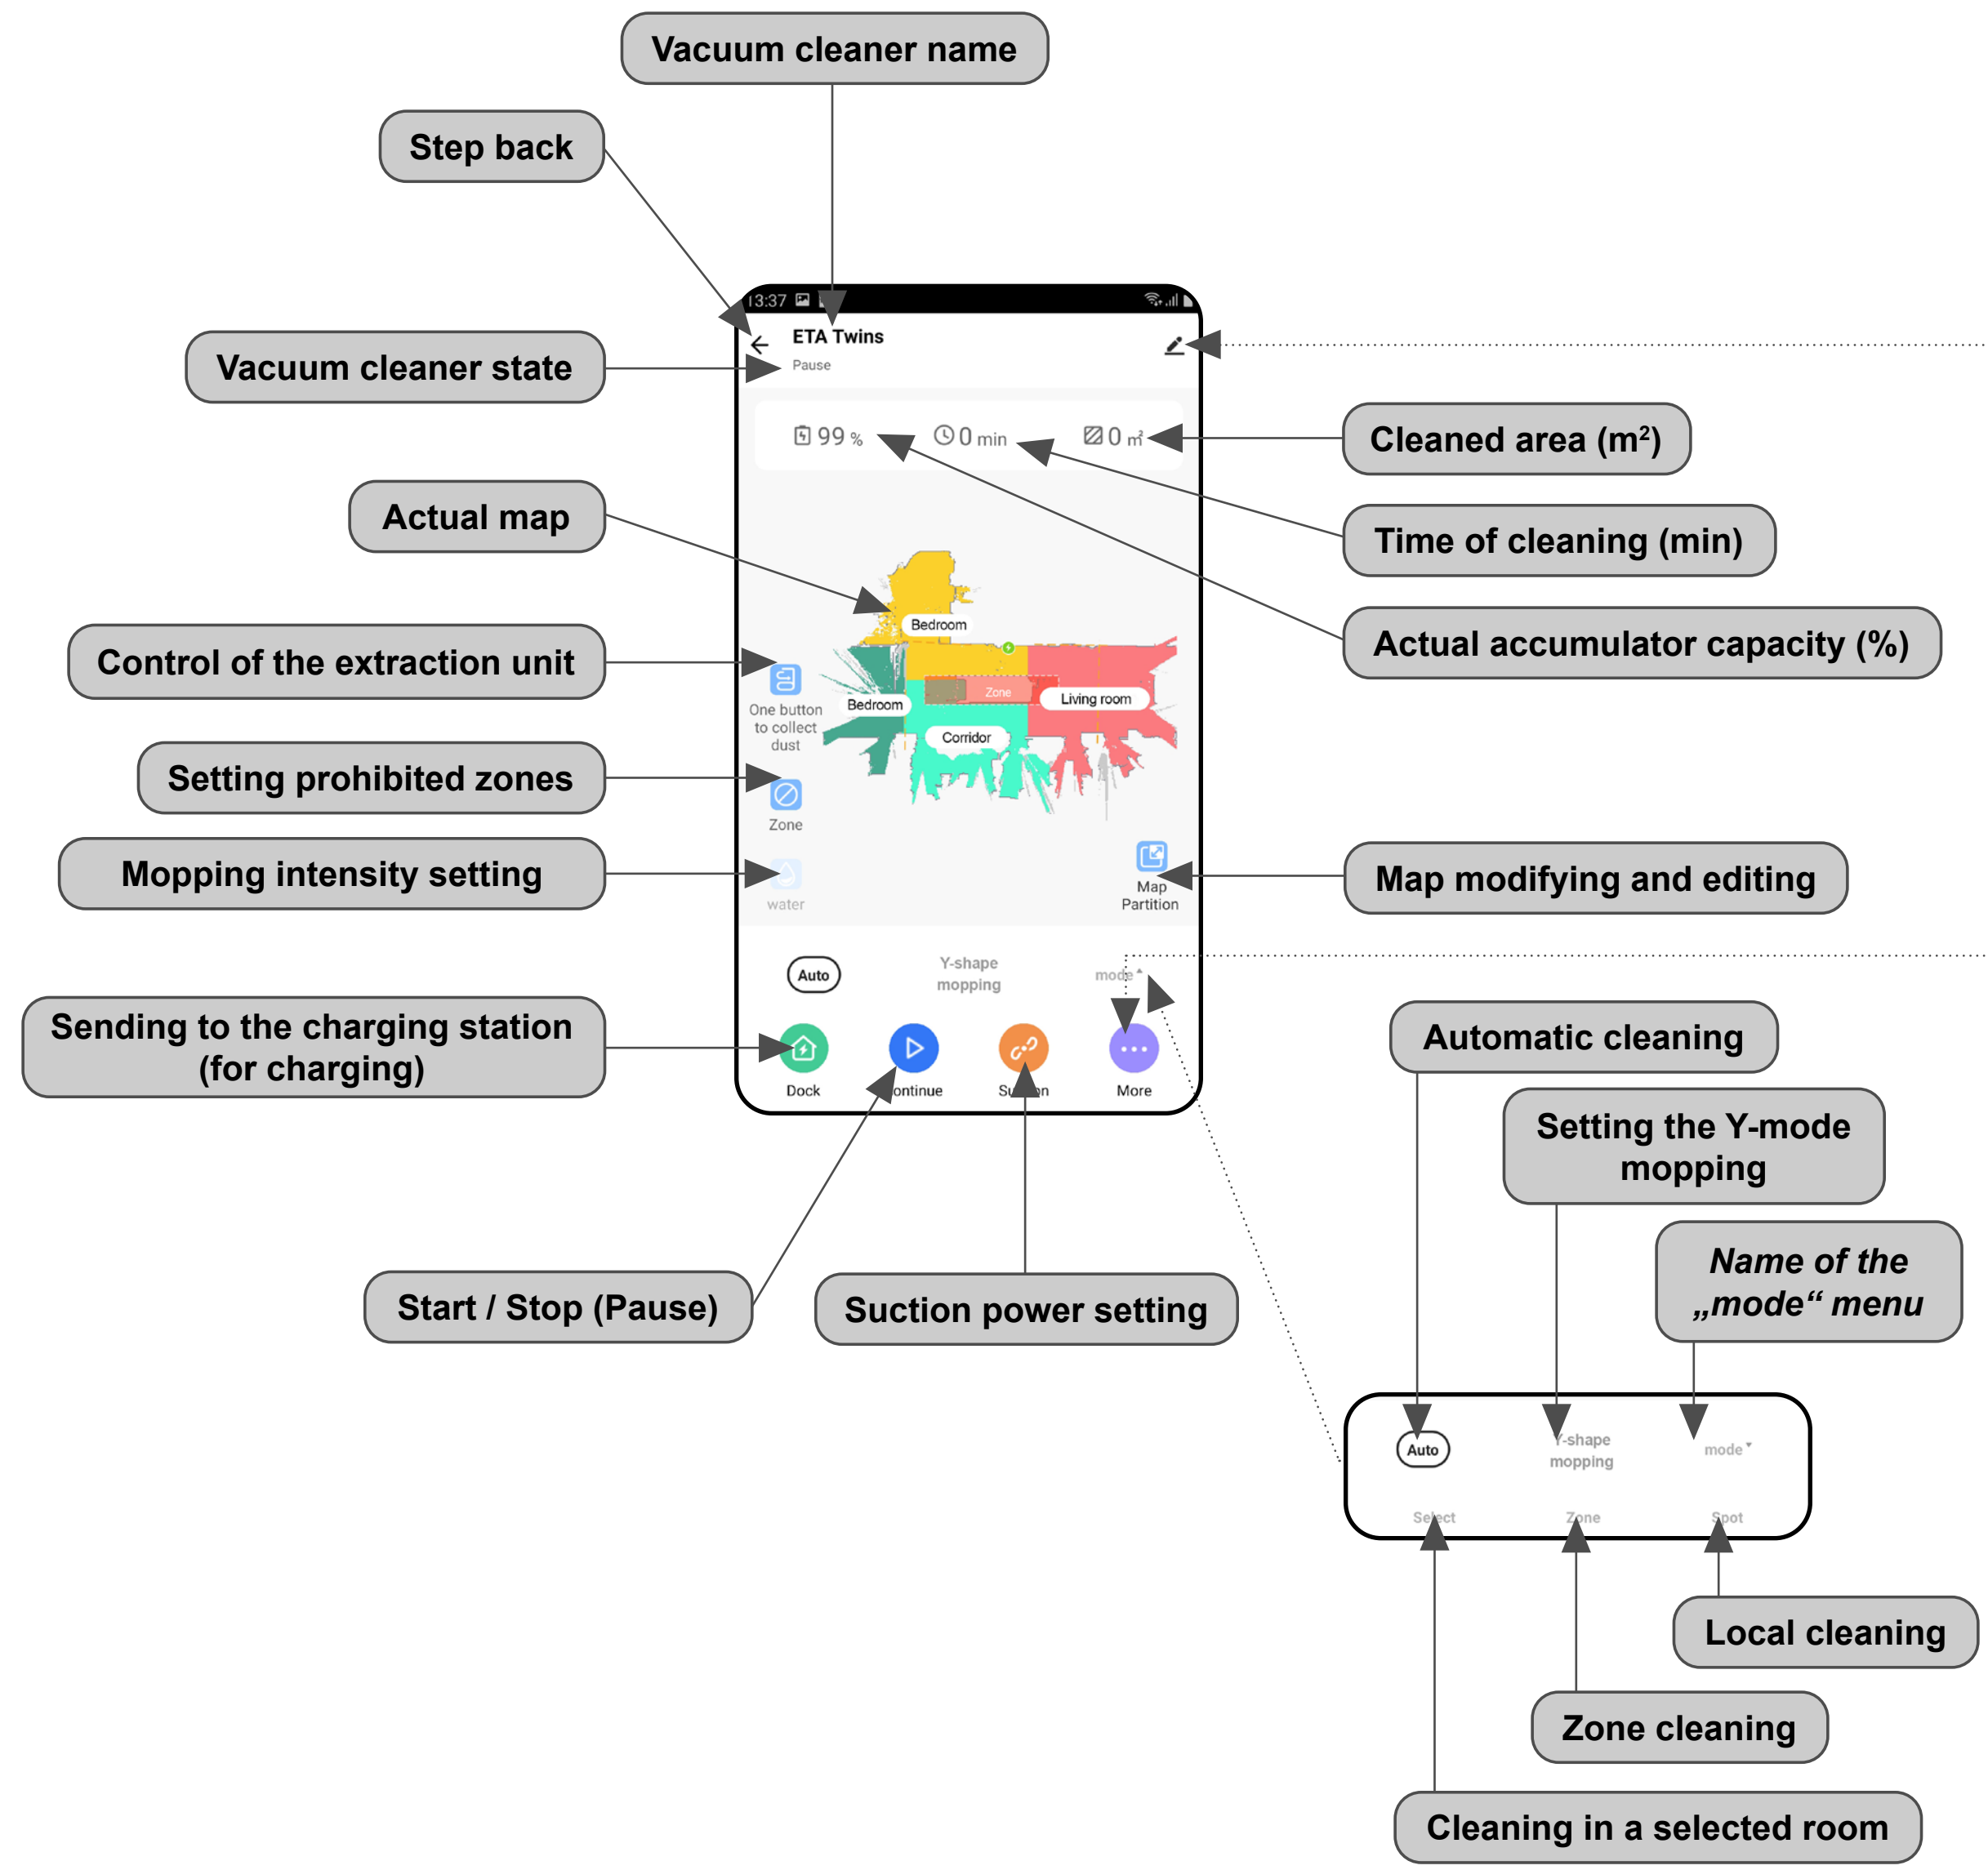 Vacuum cleaner name
Step back
13:37
ETA Twins
Vacuum cleaner state
Pause
99 %
0 min
0 m²
Cleaned area (m²)
Actual map
Time of cleaning (min)
Bedroom
Actual accumulator capacity (%)
Control of the extraction unit
Zone
Living room
Bedroom
One button
to collect
dust
Corridor
Setting prohibited zones
Zone
Mopping intensity setting
water
Map
Partition
Map modifying and editing
Auto
Y-shape
mopping
mode
Sending to the charging station
(for charging)
Dock
More
Automatic cleaning
Setting the Y-mode
mopping
Name of the
„mode“ menu
Start / Stop (Pause)
Suction power setting
Auto
Y-shape
mopping
mode
Select
Zone
Spot
Local cleaning
Zone cleaning
Cleaning in a selected room